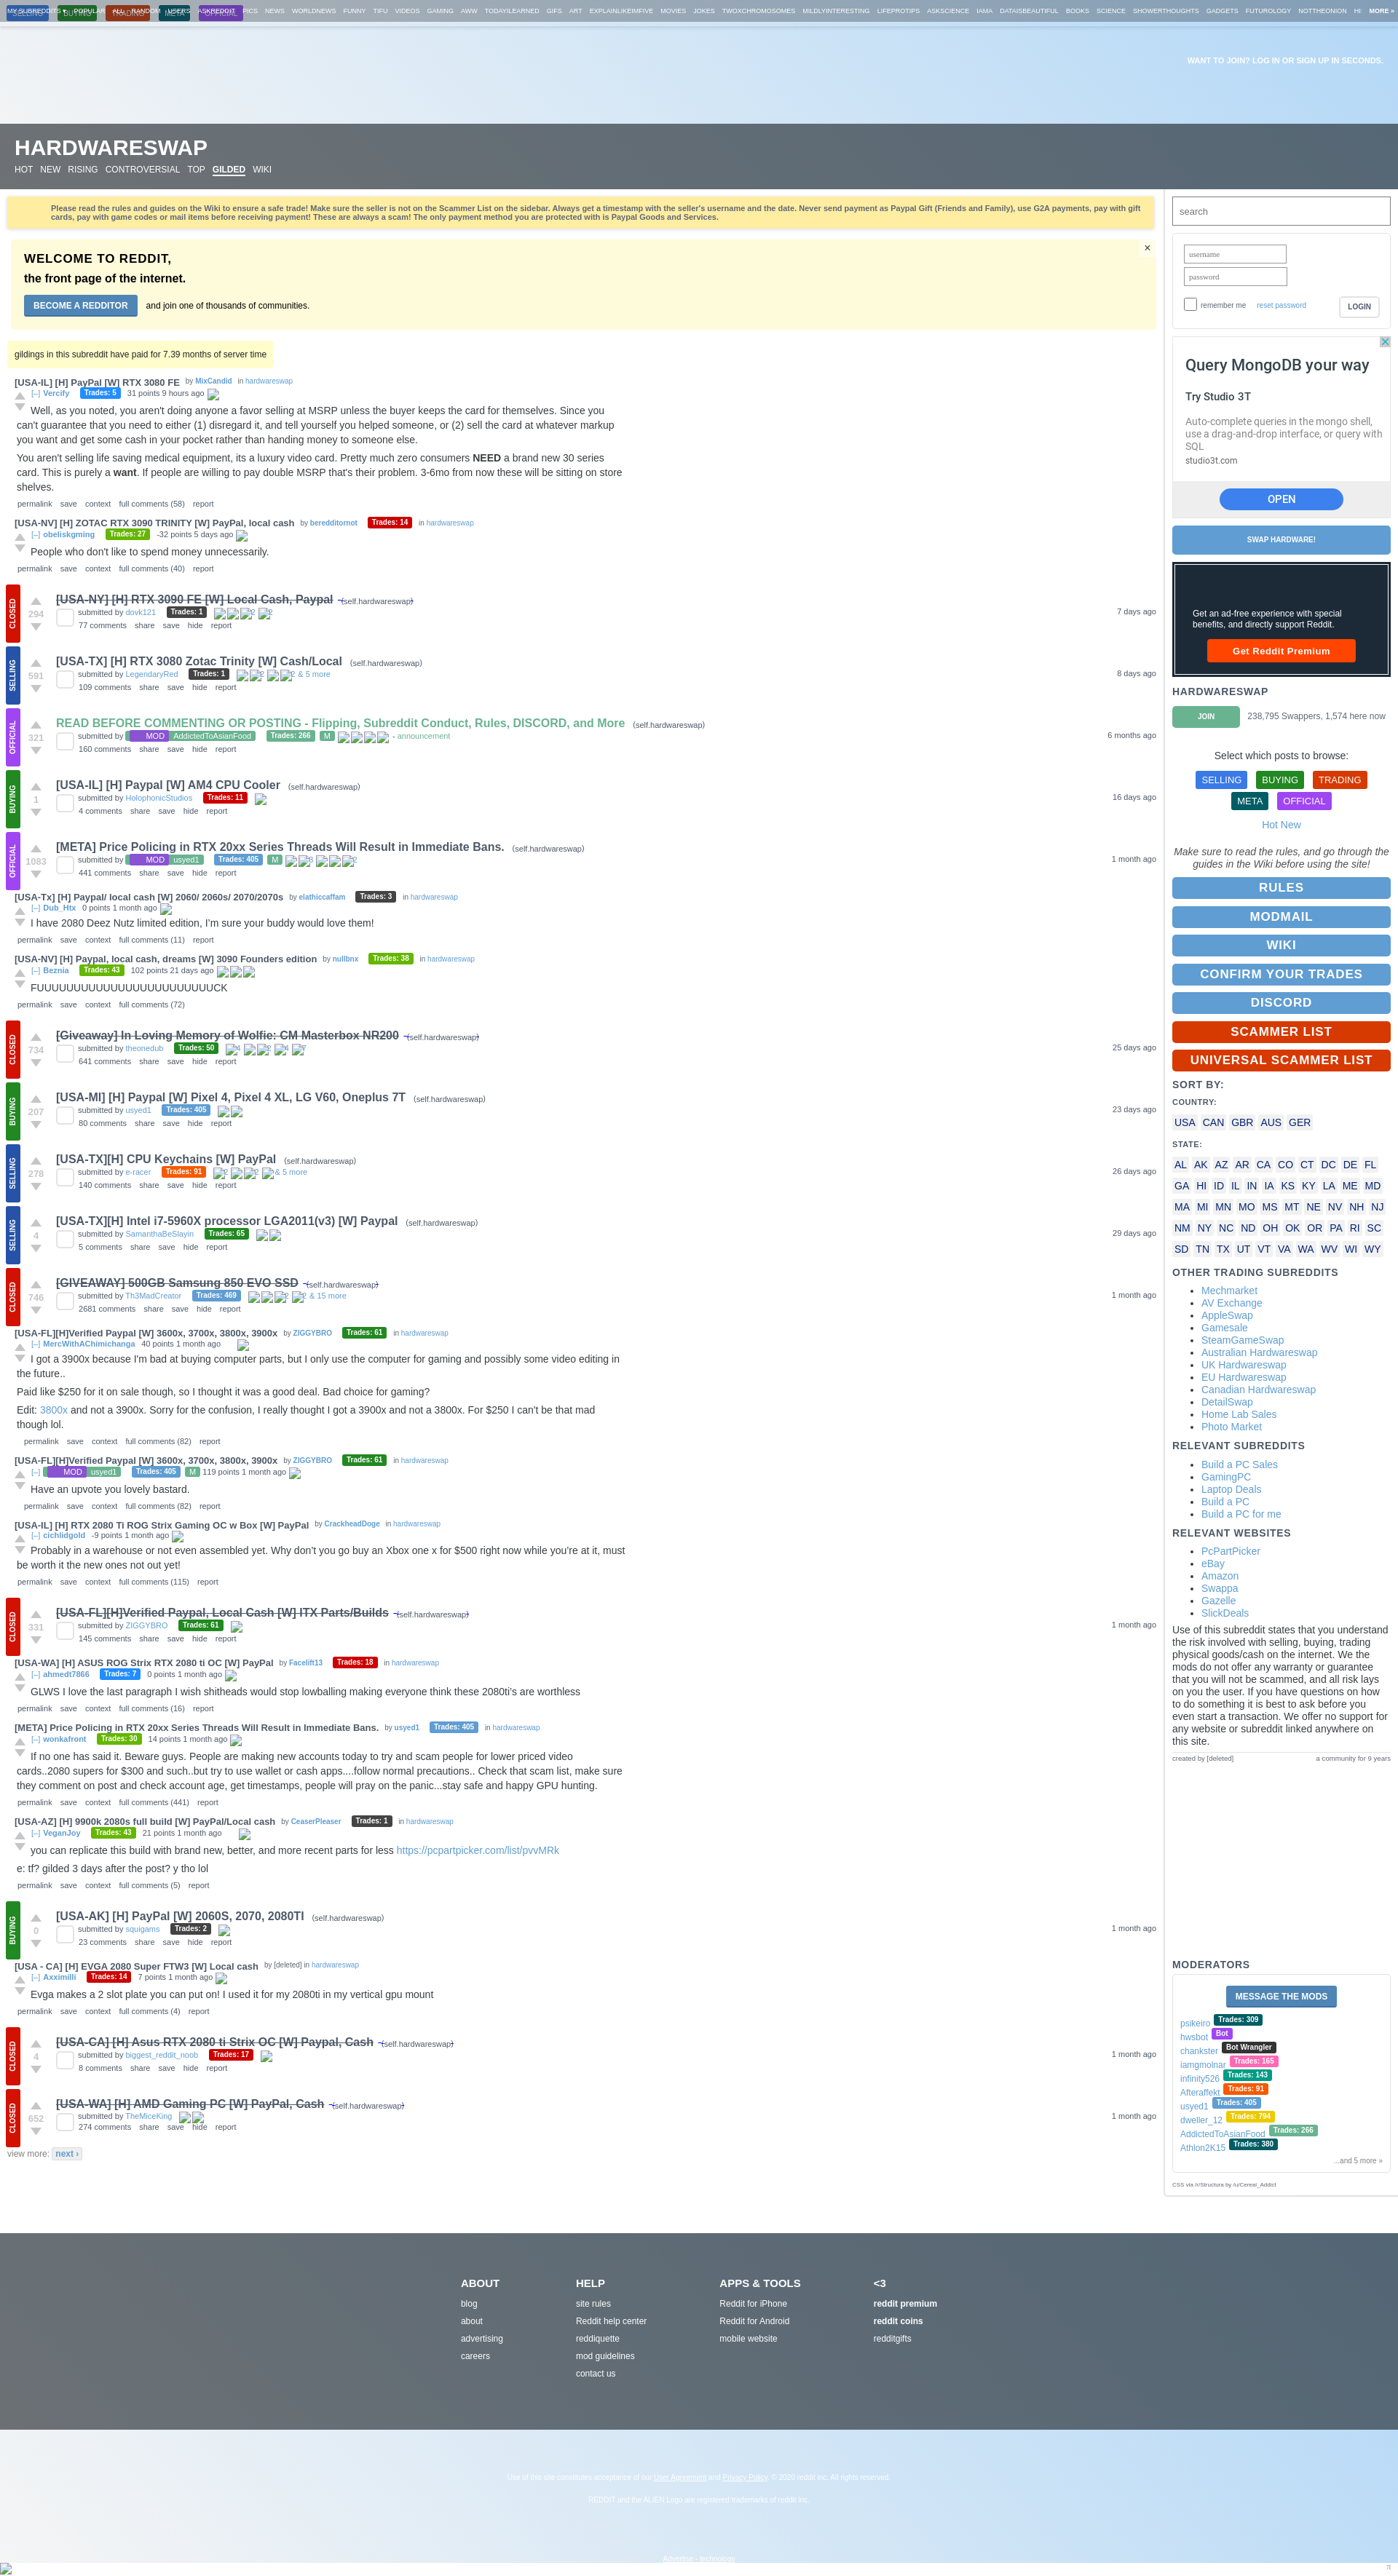 MY SUBREDDITS POPULAR ALL RANDOM USERS ASKREDDIT PICS NEWS WORLDNEWS FUNNY TIFU VIDEOS GAMING AWW TODAYILEARNED GIFS ART EXPLAINLIKEIMFIVE MOVIES JOKES TWOXCHROMOSOMES MILDLYINTERESTING LIFEPROTIPS ASKSCIENCE IAMA DATAISBEAUTIFUL BOOKS SCIENCE SHOWERTHOUGHTS GADGETS FUTUROLOGY NOTTHEONION MORE »
SELLING BUYING TRADING META OFFICIAL
WANT TO JOIN? LOG IN OR SIGN UP IN SECONDS.
HARDWARESWAP
HOT NEW RISING CONTROVERSIAL TOP GILDED WIKI
Please read the rules and guides on the Wiki to ensure a safe trade! Make sure the seller is not on the Scammer List on the sidebar. Always get a timestamp with the seller's username and the date. Never send payment as Paypal Gift (Friends and Family), use G2A payments, pay with gift
cards, pay with game codes or mail items before receiving payment! These are always a scam! The only payment method you are protected with is Paypal Goods and Services.
WELCOME TO REDDIT,
×
the front page of the internet.
BECOME A REDDITOR and join one of thousands of communities.
gildings in this subreddit have paid for 7.39 months of server time
[USA-IL] [H] PayPal [W] RTX 3080 FE by MixCandid in hardwareswap
[–] Vercify Trades: 5 31 points 9 hours ago
Well, as you noted, you aren't doing anyone a favor selling at MSRP unless the buyer keeps the card for themselves. Since you
can't guarantee that you need to either (1) disregard it, and tell yourself you helped someone, or (2) sell the card at whatever markup
you want and get some cash in your pocket rather than handing money to someone else.
You aren't selling life saving medical equipment, its a luxury video card. Pretty much zero consumers NEED a brand new 30 series
card. This is purely a want. If people are willing to pay double MSRP that's their problem. 3-6mo from now these will be sitting on store
shelves.
permalink save context full comments (58) report
[USA-NV] [H] ZOTAC RTX 3090 TRINITY [W] PayPal, local cash by beredditornot Trades: 14 in hardwareswap
[–] obeliskgming Trades: 27 -32 points 5 days ago
People who don't like to spend money unnecessarily.
permalink save context full comments (40) report
CLOSED
294
[USA-NY] [H] RTX 3090 FE [W] Local Cash, Paypal (self.hardwareswap)
submitted by dovk121 Trades: 1 2 2 7 days ago
77 comments share save hide report
SELLING
591
[USA-TX] [H] RTX 3080 Zotac Trinity [W] Cash/Local (self.hardwareswap)
submitted by LegendaryRed Trades: 1 2 2 & 5 more 8 days ago
109 comments share save hide report
OFFICIAL
321
READ BEFORE COMMENTING OR POSTING - Flipping, Subreddit Conduct, Rules, DISCORD, and More (self.hardwareswap)
submitted by MOD AddictedToAsianFood Trades: 266 M - announcement 6 months ago
160 comments share save hide report
BUYING
1
[USA-IL] [H] Paypal [W] AM4 CPU Cooler (self.hardwareswap)
submitted by HolophonicStudios Trades: 11 16 days ago
4 comments share save hide report
OFFICIAL
1083
[META] Price Policing in RTX 20xx Series Threads Will Result in Immediate Bans. (self.hardwareswap)
submitted by MOD usyed1 Trades: 405 M 3 2 1 month ago
441 comments share save hide report
[USA-Tx] [H] Paypal/ local cash [W] 2060/ 2060s/ 2070/2070s by elathiccaffam Trades: 3 in hardwareswap
[–] Dub_Htx 0 points 1 month ago
I have 2080 Deez Nutz limited edition, I'm sure your buddy would love them!
permalink save context full comments (11) report
[USA-NV] [H] Paypal, local cash, dreams [W] 3090 Founders edition by nullbnx Trades: 38 in hardwareswap
[–] Beznia Trades: 43 102 points 21 days ago
FUUUUUUUUUUUUUUUUUUUUUUUUCK
permalink save context full comments (72)
CLOSED
734
[Giveaway] In Loving Memory of Wolfie: CM Masterbox NR200 (self.hardwareswap)
submitted by theonedub Trades: 50 4 2 4 7 25 days ago
641 comments share save hide report
BUYING
207
[USA-MI] [H] Paypal [W] Pixel 4, Pixel 4 XL, LG V60, Oneplus 7T (self.hardwareswap)
submitted by usyed1 Trades: 405 23 days ago
80 comments share save hide report
SELLING
278
[USA-TX][H] CPU Keychains [W] PayPal (self.hardwareswap)
submitted by e-racer Trades: 91 2 2 & 5 more 26 days ago
140 comments share save hide report
SELLING
4
[USA-TX][H] Intel i7-5960X processor LGA2011(v3) [W] Paypal (self.hardwareswap)
submitted by SamanthaBeSlayin Trades: 65 29 days ago
5 comments share save hide report
CLOSED
746
[GIVEAWAY] 500GB Samsung 850 EVO SSD (self.hardwareswap)
submitted by Th3MadCreator Trades: 469 2 2 & 15 more 1 month ago
2681 comments share save hide report
[USA-FL][H]Verified Paypal [W] 3600x, 3700x, 3800x, 3900x by ZIGGYBRO Trades: 61 in hardwareswap
[–] MercWithAChimichanga 40 points 1 month ago
I got a 3900x because I'm bad at buying computer parts, but I only use the computer for gaming and possibly some video editing in
the future..
Paid like $250 for it on sale though, so I thought it was a good deal. Bad choice for gaming?
Edit: 3800x and not a 3900x. Sorry for the confusion, I really thought I got a 3900x and not a 3800x. For $250 I can't be that mad
though lol.
permalink save context full comments (82) report
[USA-FL][H]Verified Paypal [W] 3600x, 3700x, 3800x, 3900x by ZIGGYBRO Trades: 61 in hardwareswap
[–] MOD usyed1 Trades: 405 M 119 points 1 month ago
Have an upvote you lovely bastard.
permalink save context full comments (82) report
[USA-IL] [H] RTX 2080 Ti ROG Strix Gaming OC w Box [W] PayPal by CrackheadDoge in hardwareswap
[–] cichlidgold -9 points 1 month ago
Probably in a warehouse or not even assembled yet. Why don't you go buy an Xbox one x for $500 right now while you're at it, must
be worth it the new ones not out yet!
permalink save context full comments (115) report
CLOSED
331
[USA-FL][H]Verified Paypal, Local Cash [W] ITX Parts/Builds (self.hardwareswap)
submitted by ZIGGYBRO Trades: 61 1 month ago
145 comments share save hide report
[USA-WA] [H] ASUS ROG Strix RTX 2080 ti OC [W] PayPal by Facelift13 Trades: 18 in hardwareswap
[–] ahmedt7866 Trades: 7 0 points 1 month ago
GLWS I love the last paragraph I wish shitheads would stop lowballing making everyone think these 2080ti's are worthless
permalink save context full comments (16) report
[META] Price Policing in RTX 20xx Series Threads Will Result in Immediate Bans. by usyed1 Trades: 405 in hardwareswap
[–] wonkafront Trades: 30 14 points 1 month ago
If no one has said it. Beware guys. People are making new accounts today to try and scam people for lower priced video
cards..2080 supers for $300 and such..but try to use wallet or cash apps....follow normal precautions.. Check that scam list, make sure
they comment on post and check account age, get timestamps, people will pray on the panic...stay safe and happy GPU hunting.
permalink save context full comments (441) report
[USA-AZ] [H] 9900k 2080s full build [W] PayPal/Local cash by CeaserPleaser Trades: 1 in hardwareswap
[–] VeganJoy Trades: 43 21 points 1 month ago
you can replicate this build with brand new, better, and more recent parts for less https://pcpartpicker.com/list/pvvMRk
e: tf? gilded 3 days after the post? y tho lol
permalink save context full comments (5) report
BUYING
0
[USA-AK] [H] PayPal [W] 2060S, 2070, 2080TI (self.hardwareswap)
submitted by squigams Trades: 2 1 month ago
23 comments share save hide report
[USA - CA] [H] EVGA 2080 Super FTW3 [W] Local cash by [deleted] in hardwareswap
[–] Axximilli Trades: 14 7 points 1 month ago
Evga makes a 2 slot plate you can put on! I used it for my 2080ti in my vertical gpu mount
permalink save context full comments (4) report
CLOSED
4
[USA-CA] [H] Asus RTX 2080 ti Strix OC [W] Paypal, Cash (self.hardwareswap)
submitted by biggest_reddit_noob Trades: 17 1 month ago
8 comments share save hide report
CLOSED
652
[USA-WA] [H] AMD Gaming PC [W] PayPal, Cash (self.hardwareswap)
submitted by TheMiceKing 1 month ago
274 comments share save hide report
view more: next ›
search
username
password
remember me reset password LOGIN
Query MongoDB your way
Try Studio 3T
Auto-complete queries in the mongo shell,
use a drag-and-drop interface, or query with
SQL
studio3t.com
OPEN
SWAP HARDWARE!
Get an ad-free experience with special
benefits, and directly support Reddit.
Get Reddit Premium
HARDWARESWAP
JOIN 238,795 Swappers, 1,574 here now
Select which posts to browse:
SELLING BUYING TRADING
META OFFICIAL
Hot New
Make sure to read the rules, and go through the
guides in the Wiki before using the site!
RULES
MODMAIL
WIKI
CONFIRM YOUR TRADES
DISCORD
SCAMMER LIST
UNIVERSAL SCAMMER LIST
SORT BY:
COUNTRY:
USA CAN GBR AUS GER
STATE:
AL AK AZ AR CA CO CT DC DE FL
GA HI ID IL IN IA KS KY LA ME MD
MA MI MN MO MS MT NE NV NH NJ
NM NY NC ND OH OK OR PA RI SC
SD TN TX UT VT VA WA WV WI WY
OTHER TRADING SUBREDDITS
Mechmarket
AV Exchange
AppleSwap
Gamesale
SteamGameSwap
Australian Hardwareswap
UK Hardwareswap
EU Hardwareswap
Canadian Hardwareswap
DetailSwap
Home Lab Sales
Photo Market
RELEVANT SUBREDDITS
Build a PC Sales
GamingPC
Laptop Deals
Build a PC
Build a PC for me
RELEVANT WEBSITES
PcPartPicker
eBay
Amazon
Swappa
Gazelle
SlickDeals
Use of this subreddit states that you understand
the risk involved with selling, buying, trading
physical goods/cash on the internet. We the
mods do not offer any warranty or guarantee
that you will not be scammed, and all risk lays
on you the user. If you have questions on how
to do something it is best to ask before you
even start a transaction. We offer no support for
any website or subreddit linked anywhere on
this site.
created by [deleted] a community for 9 years
MODERATORS
MESSAGE THE MODS
psikeiro Trades: 309
hwsbot Bot
chankster Bot Wrangler
iamgmolnar Trades: 165
infinity526 Trades: 143
Afteraffekt Trades: 91
usyed1 Trades: 405
dweller_12 Trades: 794
AddictedToAsianFood Trades: 266
Athlon2K15 Trades: 380
...and 5 more »
CSS via /r/Structura by /u/Cereal_Addict
ABOUT
blog
about
advertising
careers
HELP
site rules
Reddit help center
reddiquette
mod guidelines
contact us
APPS & TOOLS
Reddit for iPhone
Reddit for Android
mobile website
<3
reddit premium
reddit coins
redditgifts
Use of this site constitutes acceptance of our User Agreement and Privacy Policy. © 2020 reddit inc. All rights reserved.
REDDIT and the ALIEN Logo are registered trademarks of reddit inc.
Advertise - technology
π